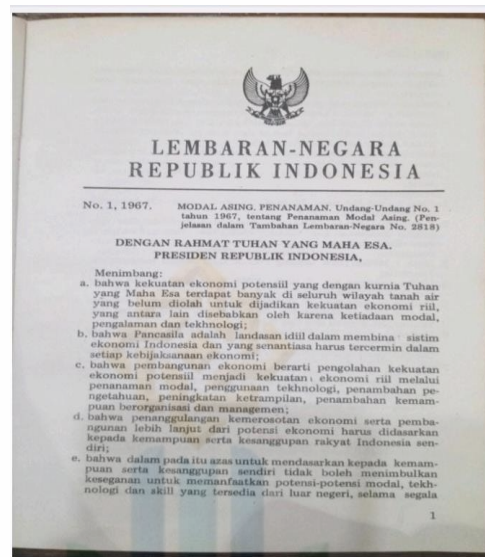 LEMBARAN-NEGARA
REPUBLIK INDONESIA
No. 1, 1967. MODAL ASING. PENANAMAN. Undang-Undang No. 1
tahun 1967, tentang Penanaman Modal Asing. (Pen-
jelasan dalam Tambahan Lembaran-Negara No. 2818)
DENGAN RAHMAT TUHAN YANG MAHA ESA.
PRESIDEN REPUBLIK INDONESIA,
Menimbang:
a. bahwa kekuatan ekonomi potensiil yang dengan kurnia Tuhan
yang Maha Esa terdapat banyak di seluruh wilayah tanah air
yang belum diolah untuk dijadikan kekuatan ekonomi riil,
yang antara lain disebabkan oleh karena ketiadaan modal,
pengalaman dan tekhnologi;
b. bahwa Pancasila adalah landasan idiil dalam membina sistim
ekonomi Indonesia dan yang senantiasa harus tercermin dalam
setiap kebijaksanaan ekonomi;
c. bahwa pembangunan ekonomi berarti pengolahan kekuatan
ekonomi potensiil menjadi kekuatan ekonomi riil melalui
penanaman modal, penggunaan tekhnologi, penambahan pe-
ngetahuan, peningkatan ketrampilan, penambahan kemam-
puan berorganisasi dan managemen;
d. bahwa penanggulangan kemerosotan ekonomi serta pemba-
ngunan lebih lanjut dari potensi ekonomi harus didasarkan
kepada kemampuan serta kesanggupan rakyat Indonesia sen-
diri;
e. bahwa dalam pada itu azas untuk mendasarkan kepada kemam-
puan serta kesanggupan sendiri tidak boleh menimbulkan
keseganan untuk memanfaatkan potensi-potensi modal, tekh-
nologi dan skill yang tersedia dari luar negeri, selama segala
1